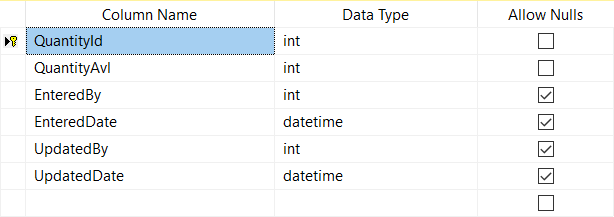 Column Name Data Type Allow Nulls
QuantityId int
QuantityAvl int
EnteredBy int
EnteredDate datetime
UpdatedBy int
UpdatedDate datetime